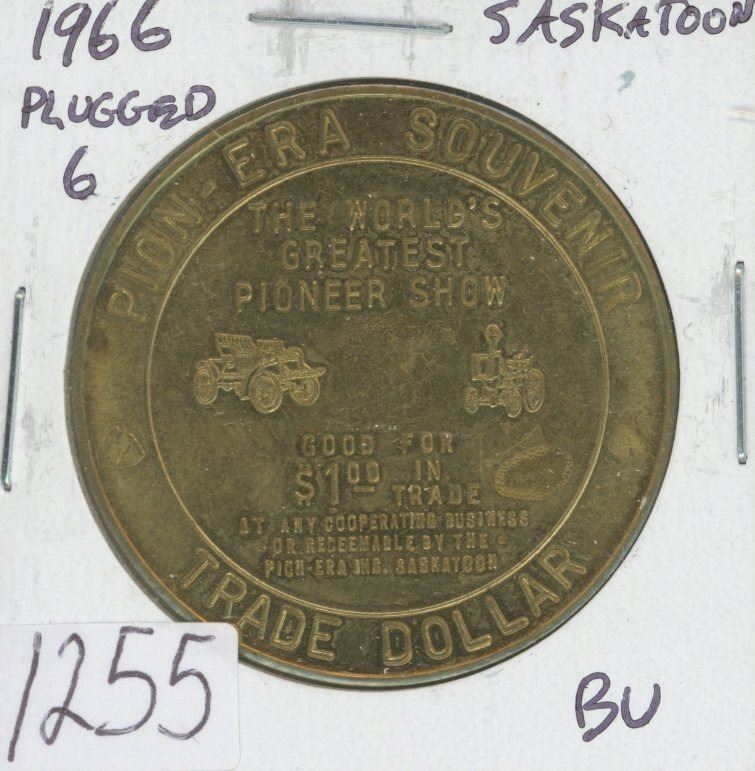 1966
SASKATOON
PLUGGED
6
PION-ERA SOUVENIR
THE WORLD'S
GREATEST
PIONEER SHOW
GOOD FOR
$1.00 IN
TRADE
AT ANY COOPERATING BUSINESS
OR REDEEMABLE BY THE
PION-ERA INS. SASKATOON
TRADE DOLLAR
1255
BU